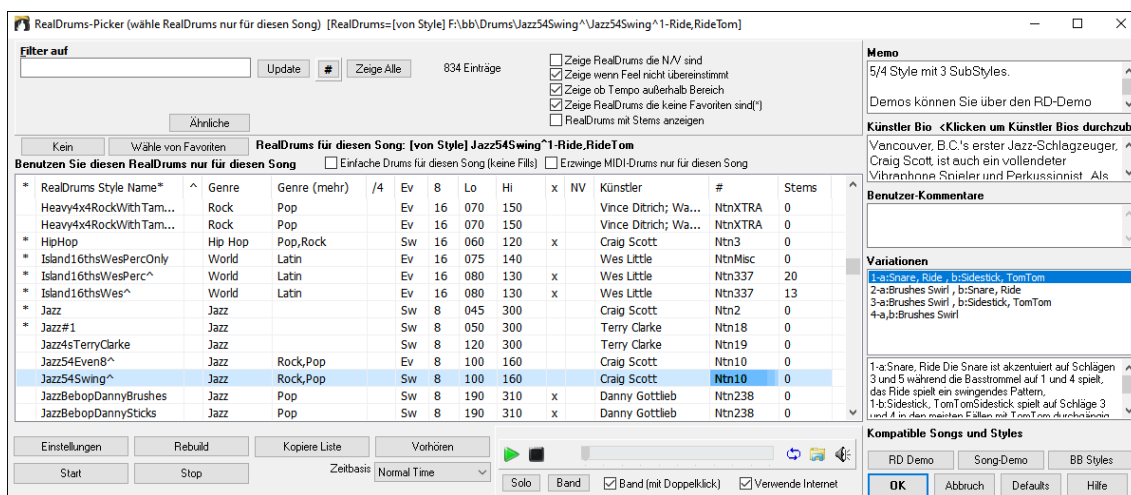 RealDrums-Picker (wähle RealDrums nur für diesen Song) [RealDrums=[von Style] F:\bb\Drums\Jazz54Swing^\Jazz54Swing^1-Ride,RideTom]
Filter auf
Update # Zeige Alle 834 Einträge
Ähnliche
Zeige RealDrums die N/V sind
Zeige wenn Feel nicht übereinstimmt
Zeige ob Tempo außerhalb Bereich
Zeige RealDrums die keine Favoriten sind(*)
RealDrums mit Stems anzeigen
Kein Wähle von Favoriten RealDrums für diesen Song: [von Style] Jazz54Swing^1-Ride,RideTom
Benutzen Sie diesen RealDrums nur für diesen Song Einfache Drums für diesen Song (keine Fills) Erzwinge MIDI-Drums nur für diesen Song
* RealDrums Style Name* ^ Genre Genre (mehr) /4 Ev 8 Lo Hi x NV Künstler # Stems
Heavy4x4RockWithTam... Rock Pop Ev 16 070 150 Vince Ditrich; Wa... NtnXTRA 0
Heavy4x4RockWithTam... Rock Pop Ev 16 070 150 Vince Ditrich; Wa... NtnXTRA 0
* HipHop Hip Hop Pop,Rock Sw 16 060 120 x Craig Scott Ntn3 0
* Island16thsWesPercOnly World Latin Ev 16 075 140 Wes Little NtnMisc 0
* Island16thsWesPerc^ World Latin Ev 16 080 130 x Wes Little Ntn337 20
* Island16thsWes^ World Latin Ev 16 080 130 x Wes Little Ntn337 13
* Jazz Jazz Sw 8 045 300 Craig Scott Ntn2 0
* Jazz#1 Jazz Sw 8 050 300 Terry Clarke Ntn18 0
Jazz4sTerryClarke Jazz Sw 8 120 300 Terry Clarke Ntn19 0
Jazz54Even8^ Jazz Rock,Pop Ev 8 100 160 Craig Scott Ntn10 0
Jazz54Swing^ Jazz Rock,Pop Sw 8 100 160 Craig Scott Ntn10 0
JazzBebopDannyBrushes Jazz Pop Sw 8 190 310 x Danny Gottlieb Ntn238 0
JazzBebopDannySticks Jazz Pop Sw 8 190 310 x Danny Gottlieb Ntn238 0
Einstellungen Rebuild Kopiere Liste Vorhören
Start Stop Zeitbasis Normal Time
Solo Band Band (mit Doppelklick) Verwende Internet
Memo
5/4 Style mit 3 SubStyles.
Demos können Sie über den RD-Demo
Künstler Bio <Klicken um Künstler Bios durchzub
Vancouver, B.C.'s erster Jazz-Schlagzeuger,
Craig Scott, ist auch ein vollendeter
Vibraphone Spieler und Perkussionist. Als
Benutzer-Kommentare
Variationen
1-a:Snare, Ride , b:Sidestick, TomTom
2-a:Brushes Swirl , b:Snare, Ride
3-a:Brushes Swirl , b:Sidestick, TomTom
4-a,b:Brushes Swirl
1-a:Snare, Ride Die Snare ist akzentuiert auf Schlägen
3 und 5 während die Basstrommel auf 1 und 4 spielt,
das Ride spielt ein swingendes Pattern,
1-b:Sidestick, TomTomSidestick spielt auf Schläge 3
und 4 in den meisten Fällen mit TomTom durchgängig
Kompatible Songs und Styles
RD Demo Song-Demo BB Styles
OK Abbruch Defaults Hilfe